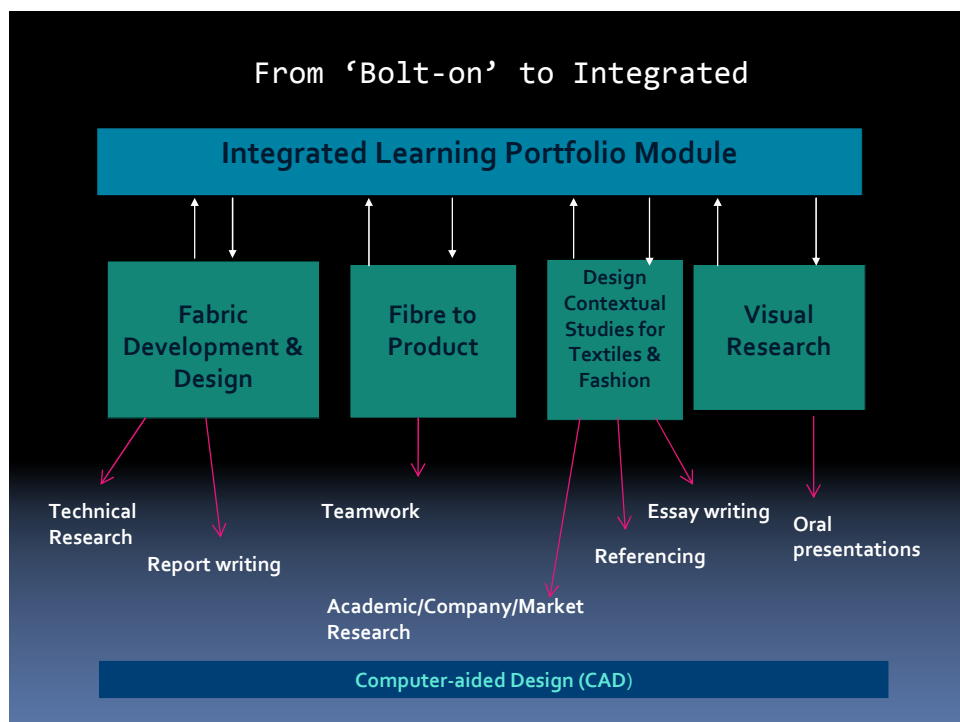 From ‘Bolt-on’ to Integrated
Integrated Learning Portfolio Module
Fabric
Development &
Design
Fibre to
Product
Design
Contextual
Studies for
Textiles &
Fashion
Visual
Research
Technical
Research
Report writing
Teamwork
Academic/Company/Market
Research
Essay writing
Referencing
Oral
presentations
Computer-aided Design (CAD)